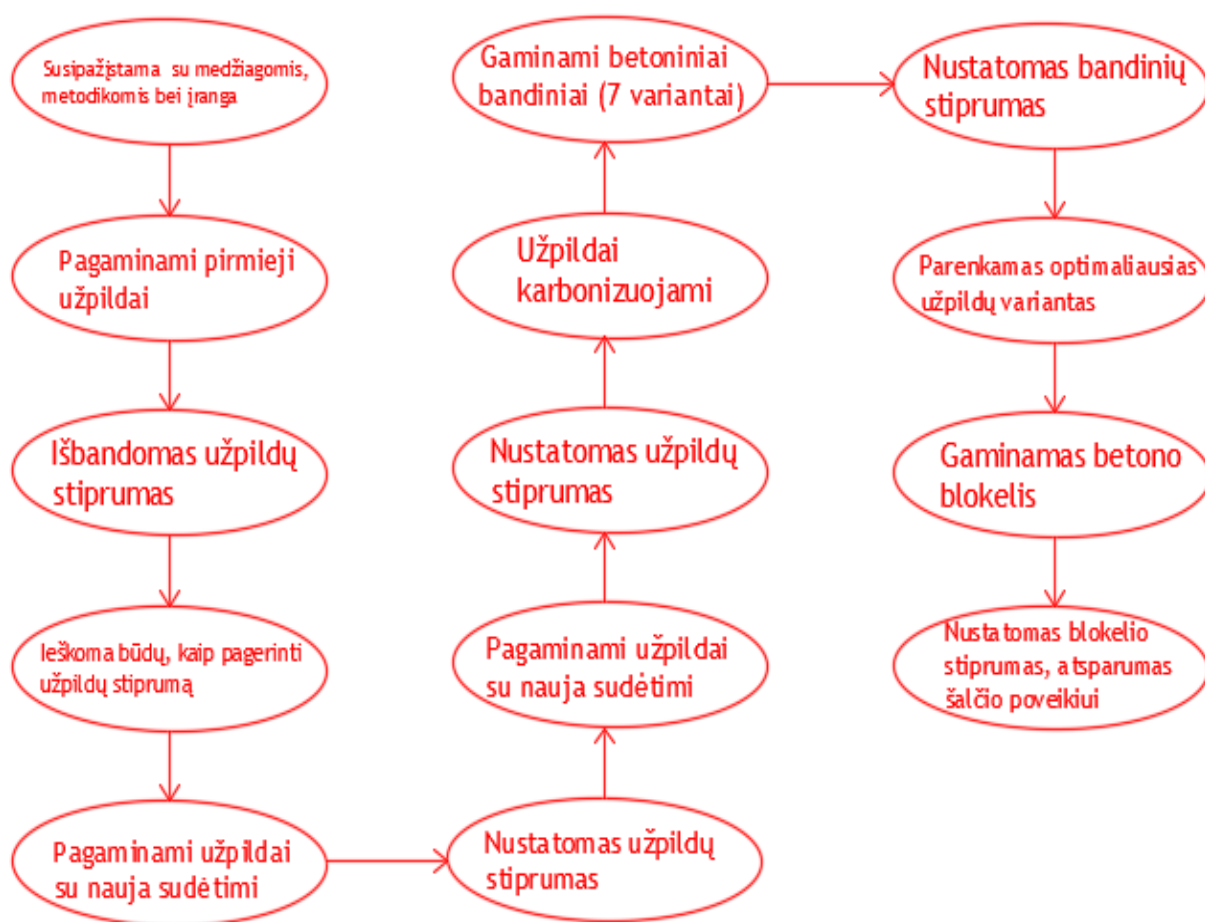 Susipažįstama su medžiagomis,
metodikomis bei įranga
Pagaminami pirmieji
užpildai
Išbandomas užpildų
stiprumas
Ieškoma būdų, kaip pagerinti
užpildų stiprumą
Pagaminami užpildai
su nauja sudėtimi
Nustatomas užpildų
stiprumas
Pagaminami užpildai
su nauja sudėtimi
Nustatomas užpildų
stiprumas
Užpildai
karbonizuojami
Gaminami betoniniai
bandiniai (7 variantai)
Nustatomas bandinių
stiprumas
Parenkamas optimaliausias
užpildų variantas
Gaminamas betono
blokelis
Nustatomas blokelio
stiprumas, atsparumas
šalčio poveikiui